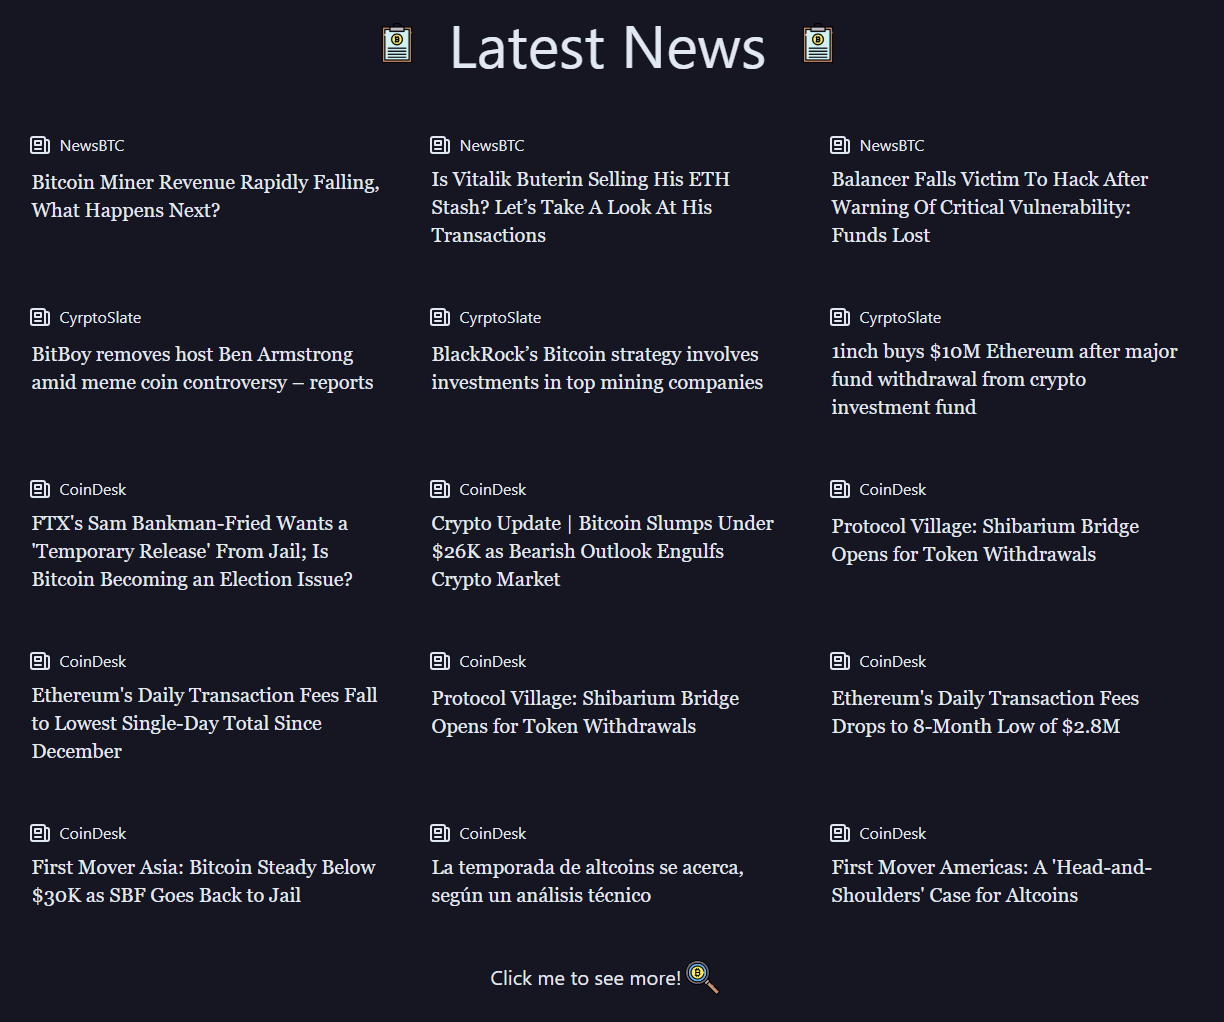 Latest News
NewsBTC
Bitcoin Miner Revenue Rapidly Falling,
What Happens Next?
NewsBTC
Is Vitalik Buterin Selling His ETH
Stash? Let’s Take A Look At His
Transactions
NewsBTC
Balancer Falls Victim To Hack After
Warning Of Critical Vulnerability:
Funds Lost
CyrptoSlate
BitBoy removes host Ben Armstrong
amid meme coin controversy – reports
CyrptoSlate
BlackRock’s Bitcoin strategy involves
investments in top mining companies
CyrptoSlate
1inch buys $10M Ethereum after major
fund withdrawal from crypto
investment fund
CoinDesk
FTX's Sam Bankman-Fried Wants a
'Temporary Release' From Jail; Is
Bitcoin Becoming an Election Issue?
CoinDesk
Crypto Update | Bitcoin Slumps Under
$26K as Bearish Outlook Engulfs
Crypto Market
CoinDesk
Protocol Village: Shibarium Bridge
Opens for Token Withdrawals
CoinDesk
Ethereum's Daily Transaction Fees Fall
to Lowest Single-Day Total Since
December
CoinDesk
Protocol Village: Shibarium Bridge
Opens for Token Withdrawals
CoinDesk
Ethereum's Daily Transaction Fees
Drops to 8-Month Low of $2.8M
CoinDesk
First Mover Asia: Bitcoin Steady Below
$30K as SBF Goes Back to Jail
CoinDesk
La temporada de altcoins se acerca,
según un análisis técnico
CoinDesk
First Mover Americas: A 'Head-and-
Shoulders' Case for Altcoins
Click me to see more!